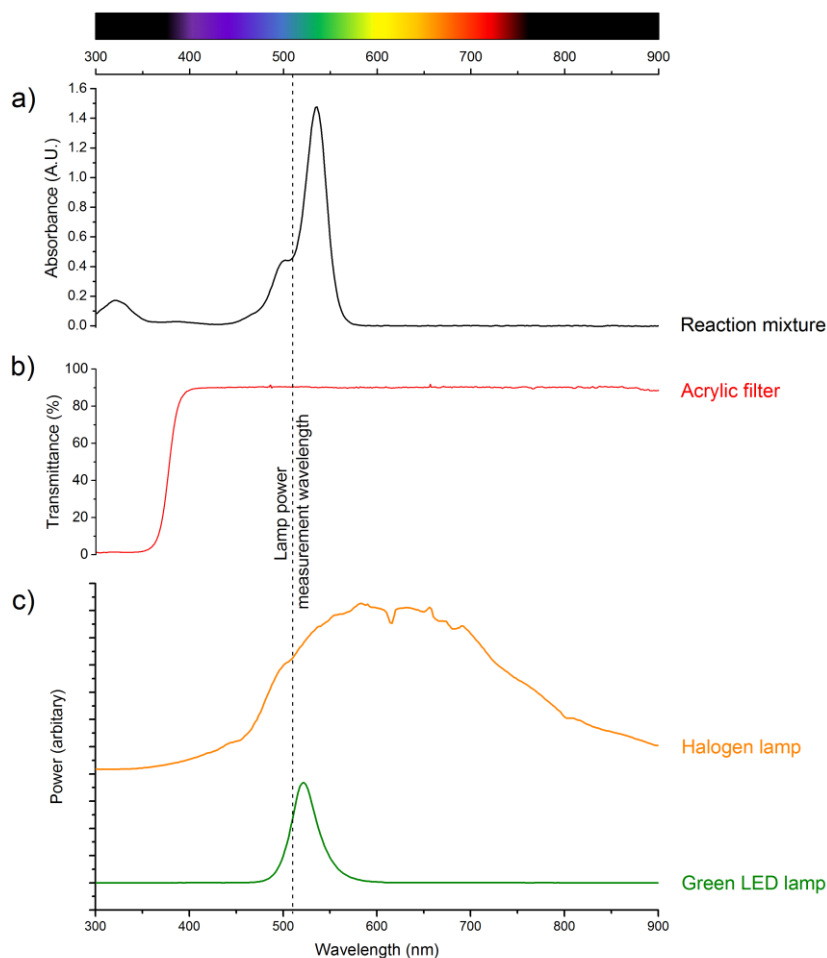 300 400 500 600 700 800 900
a)
1.6
1.4
1.2
1.0
0.8
0.6
0.4
0.2
0.0
Absorbance (A.U.)
Reaction mixture
b)
100
80
60
40
20
0
Transmittance (%)
Acrylic filter
Lamp power
measurement wavelength
c)
Power (arbitary)
Halogen lamp
Green LED lamp
300 400 500 600 700 800 900
Wavelength (nm)